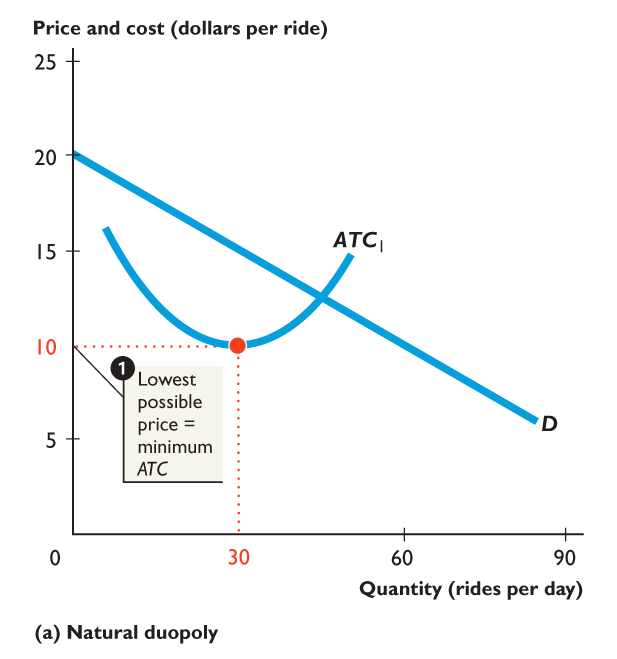 Price and cost (dollars per ride)
25
20
15
10
5
0
ATC1
D
1
Lowest
possible
price =
minimum
ATC
30
60
90
Quantity (rides per day)
(a) Natural duopoly